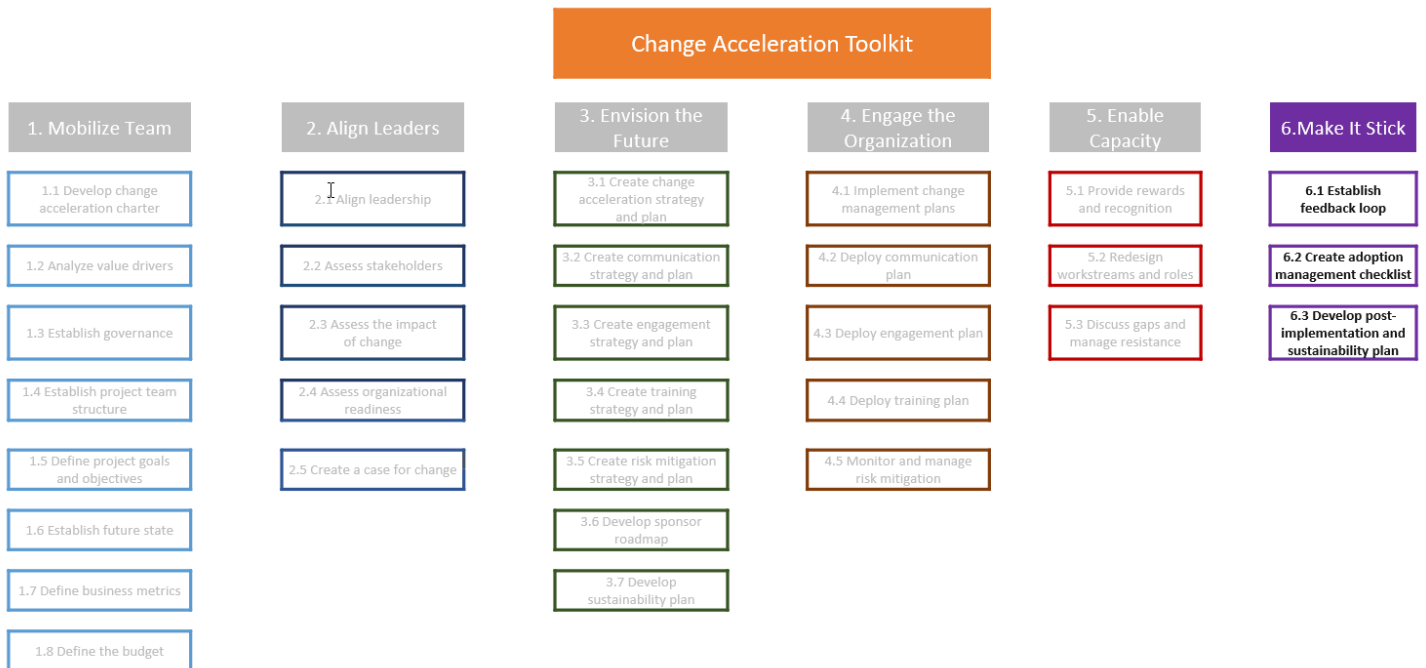 Change Acceleration Toolkit
1. Mobilize Team
1.1 Develop change
acceleration charter
1.2 Analyze value drivers
1.3 Establish governance
1.4 Establish project team
structure
1.5 Define project goals
and objectives
1.6 Establish future state
1.7 Define business metrics
1.8 Define the budget
2. Align Leaders
2.1 Align leadership
2.2 Assess stakeholders
2.3 Assess the impact
of change
2.4 Assess organizational
readiness
2.5 Create a case for change
3. Envision the
Future
3.1 Create change
acceleration strategy
and plan
3.2 Create communication
strategy and plan
3.3 Create engagement
strategy and plan
3.4 Create training
strategy and plan
3.5 Create risk mitigation
strategy and plan
3.6 Develop sponsor
roadmap
3.7 Develop
sustainability plan
4. Engage the
Organization
4.1 Implement change
management plans
4.2 Deploy communication
plan
4.3 Deploy engagement plan
4.4 Deploy training plan
4.5 Monitor and manage
risk mitigation
5. Enable
Capacity
5.1 Provide rewards
and recognition
5.2 Redesign
workstreams and roles
5.3 Discuss gaps and
manage resistance
6.Make It Stick
6.1 Establish
feedback loop
6.2 Create adoption
management checklist
6.3 Develop post-
implementation and
sustainability plan